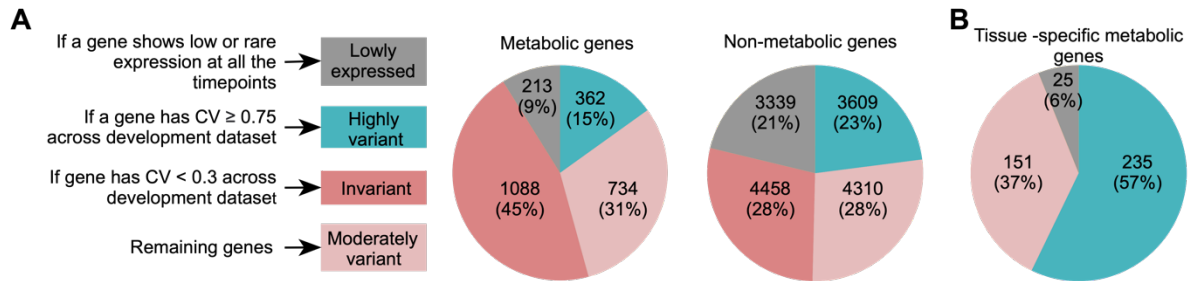 A
If a gene shows low or rare
expression at all the
timepoints
Lowly
expressed
If a gene has CV ≥ 0.75
across development dataset
Highly
variant
If gene has CV < 0.3 across
development dataset
Invariant
Remaining genes
Moderately
variant
Metabolic genes
213
(9%)
362
(15%)
1088
(45%)
734
(31%)
Non-metabolic genes
3339
(21%)
3609
(23%)
4458
(28%)
4310
(28%)
B
Tissue -specific metabolic
genes
25
(6%)
151
(37%)
235
(57%)